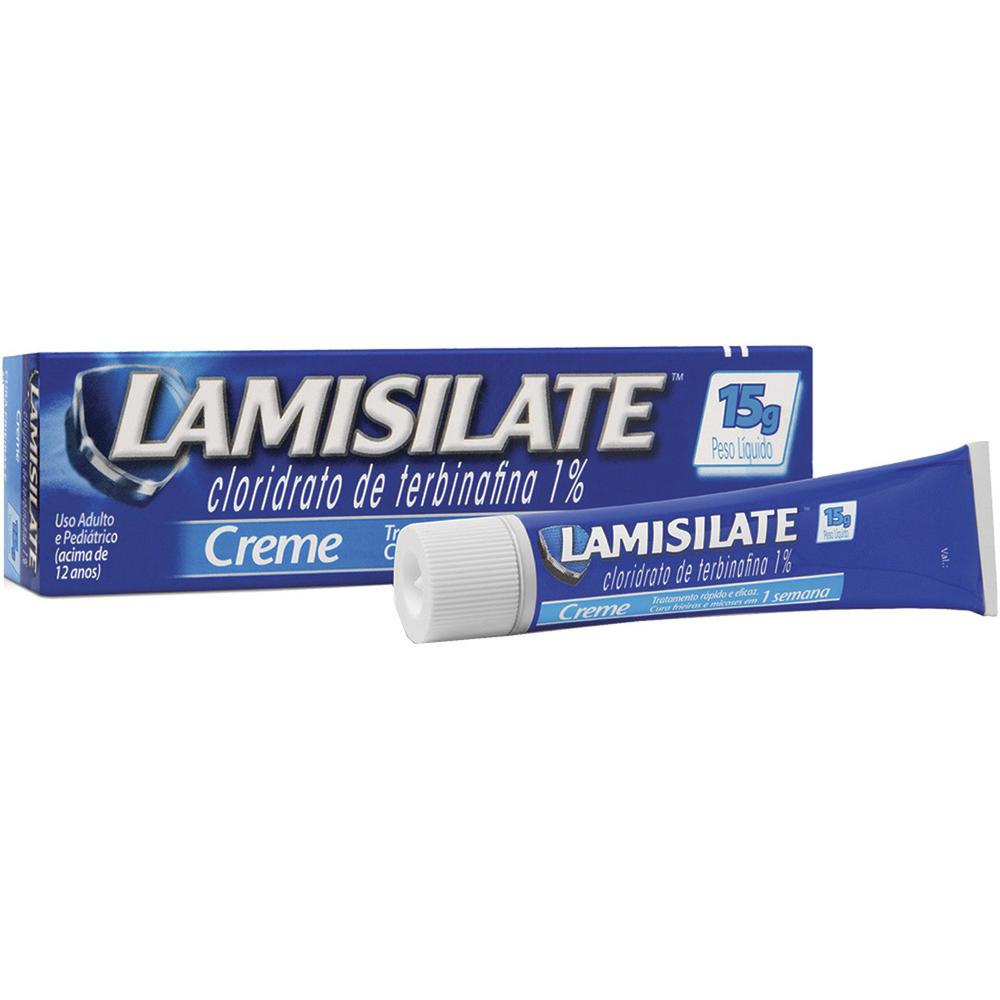 LAMISILATE™
cloridrato de terbinafina 1%
Creme
15g
Peso Líquido
Uso Adulto
e Pediátrico
(acima de
12 anos)
LAMISILATE
LAMISILATE™
cloridrato de terbinafina 1%
15g
Peso Líquido
Creme
Tratamento rápido e eficaz.
Cura frieiras e micoses em 1 semana
Val.: